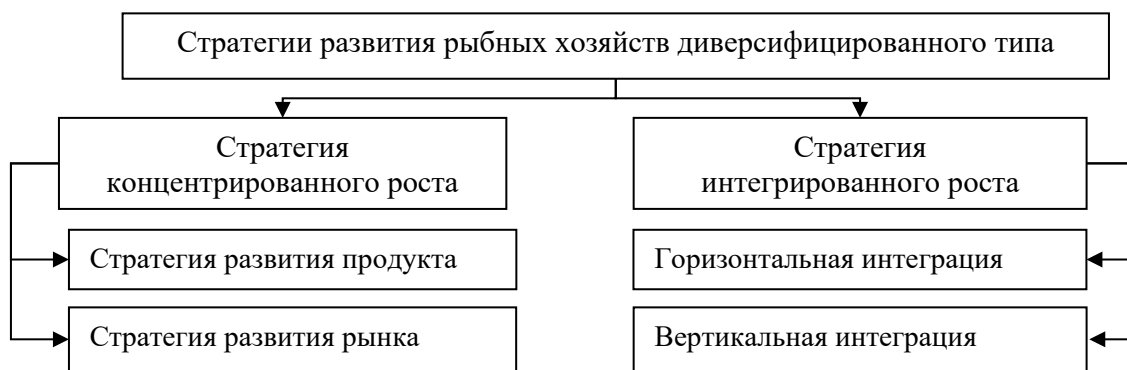 Стратегии развития рыбных хозяйств диверсифицированного типа
Стратегия
концентрированного роста
Стратегия
интегрированного роста
Стратегия развития продукта
Горизонтальная интеграция
Стратегия развития рынка
Вертикальная интеграция